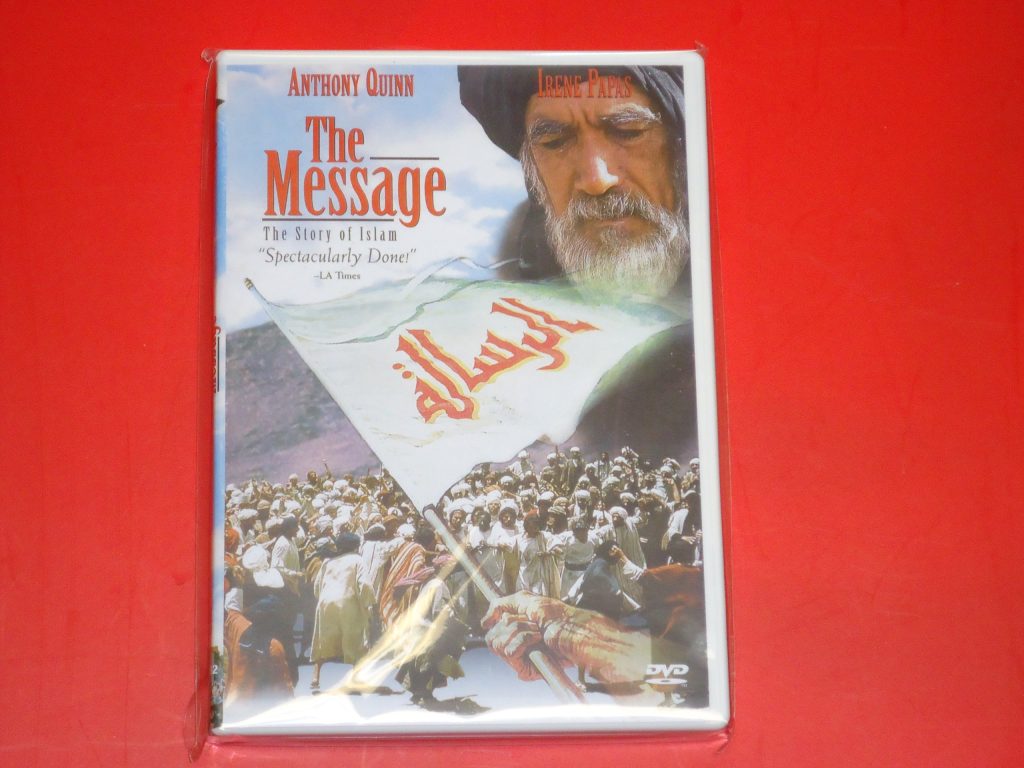 ANTHONY QUINN
IRENE PAPAS
The
Message
The Story of Islam
"Spectacularly Done!"
–LA Times
الرسالة
DVD